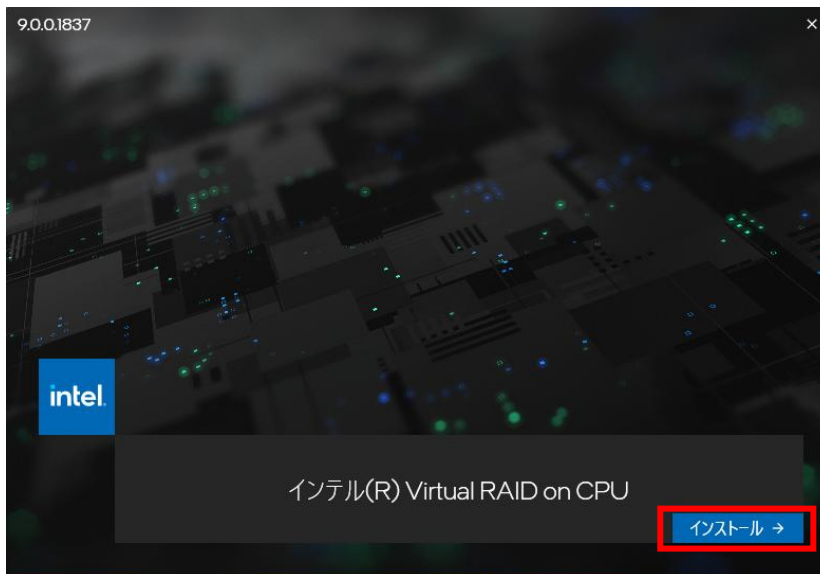 9.0.0.1837
×
intel.
インテル(R) Virtual RAID on CPU
インストール →